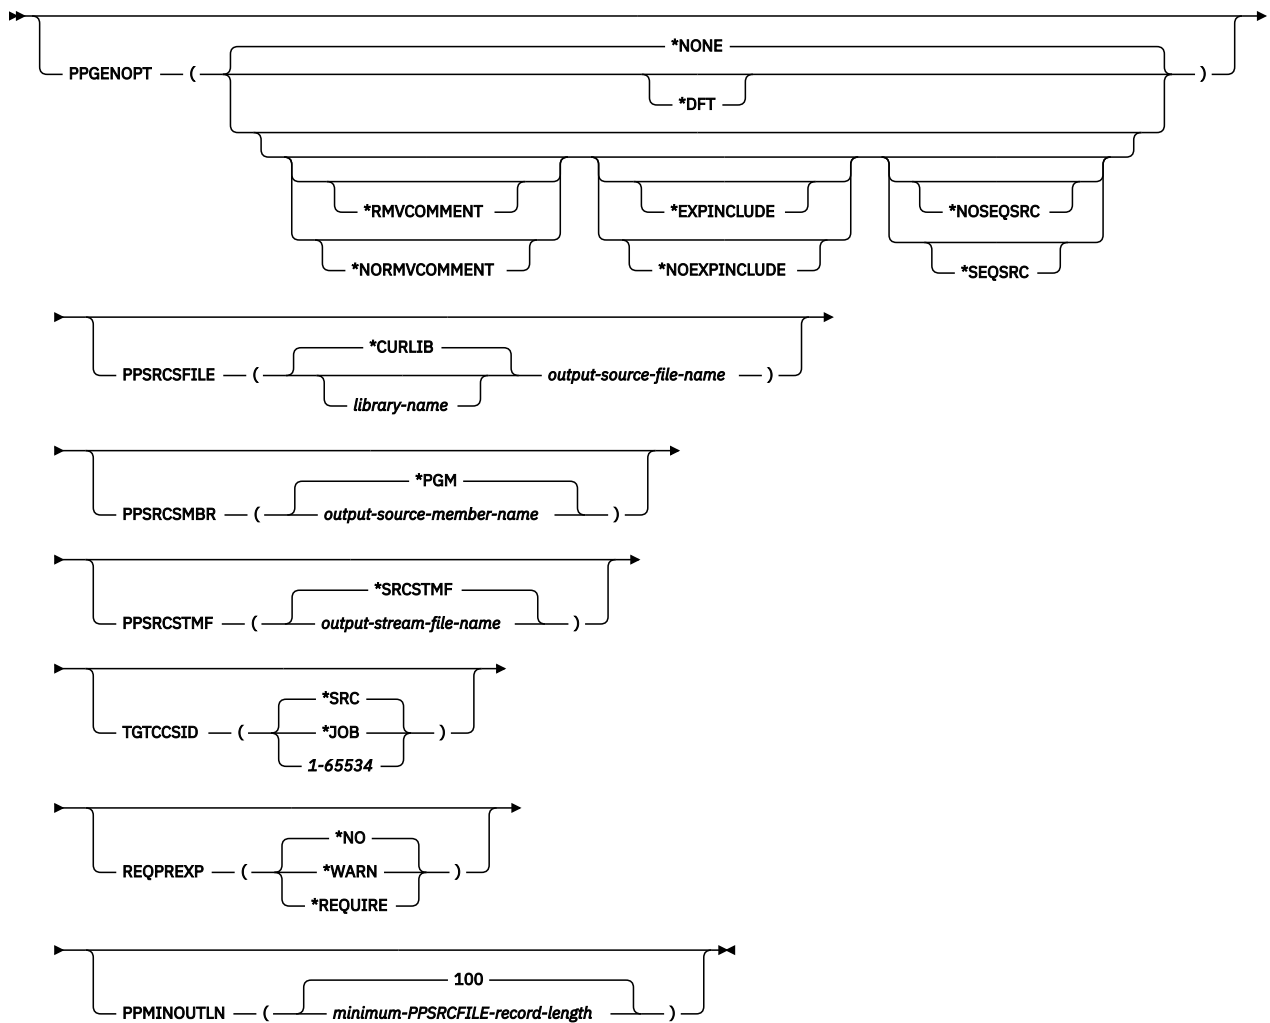 *NONE
PPGENOPT ( )
*DFT
*RMVCOMMENT *EXPINCLUDE *NOSEQSRC
*NORMVCOMMENT *NOEXPINCLUDE *SEQSRC
*CURLIB
PPSRCSFILE ( output-source-file-name )
library-name
*PGM
PPSRCSMBR ( output-source-member-name )
*SRCSTMF
PPSRCSTMF ( output-stream-file-name )
*SRC
TGTCCSID ( *JOB )
1-65534
*NO
REQPREXP ( *WARN )
*REQUIRE
100
PPMINOUTLN ( minimum-PPSRCFILE-record-length )